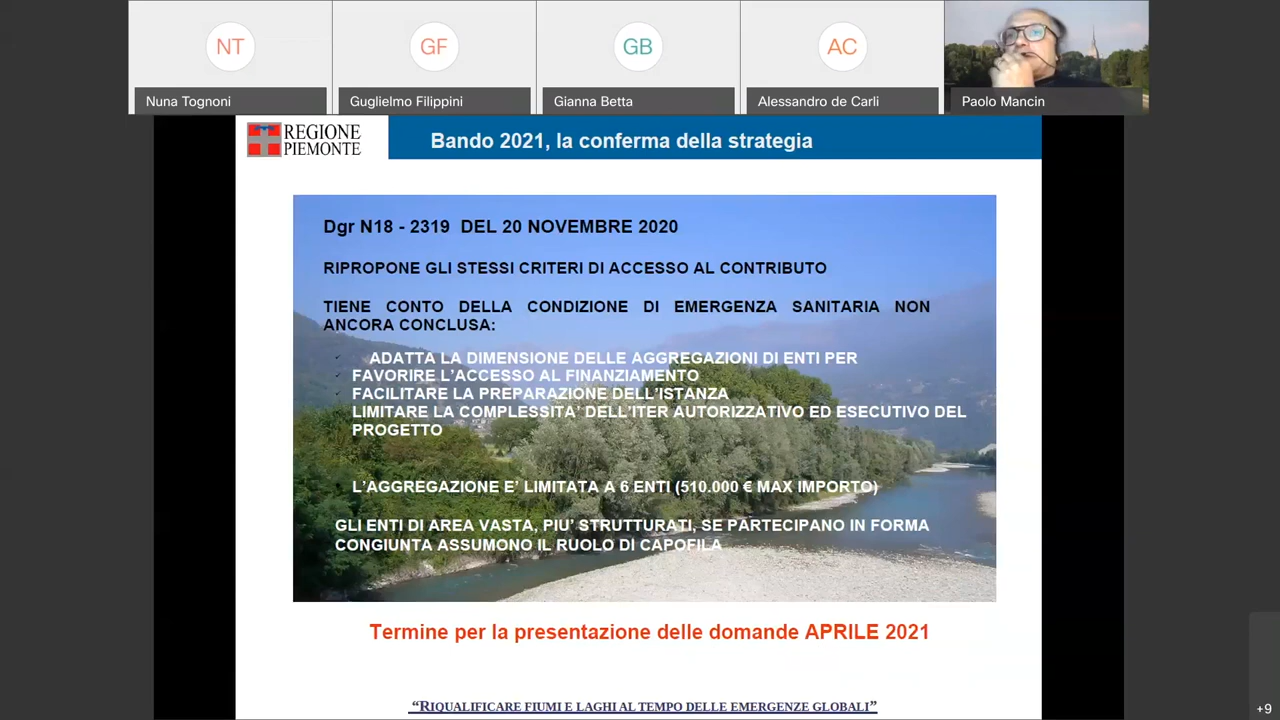 NT
GF
GB
AC
Nuna Tognoni
Guglielmo Filippini
Gianna Betta
Alessandro de Carli
Paolo Mancin
REGIONE
PIEMONTE
Bando 2021, la conferma della strategia
Dgr N18 - 2319 DEL 20 NOVEMBRE 2020
RIPROPONE GLI STESSI CRITERI DI ACCESSO AL CONTRIBUTO
TIENE CONTO DELLA CONDIZIONE DI EMERGENZA SANITARIA NON
ANCORA CONCLUSA:
ADATTA LA DIMENSIONE DELLE AGGREGAZIONI DI ENTI PER
FAVORIRE L'ACCESSO AL FINANZIAMENTO
FACILITARE LA PREPARAZIONE DELL'ISTANZA
LIMITARE LA COMPLESSITA' DELL'ITER AUTORIZZATIVO ED ESECUTIVO DEL
PROGETTO
L'AGGREGAZIONE E' LIMITATA A 6 ENTI (510.000 € MAX IMPORTO)
GLI ENTI DI AREA VASTA, PIU' STRUTTURATI, SE PARTECIPANO IN FORMA
CONGIUNTA ASSUMONO IL RUOLO DI CAPOFILA
Termine per la presentazione delle domande APRILE 2021
“RIQUALIFICARE FIUMI E LAGHI AL TEMPO DELLE EMERGENZE GLOBALI”
+9